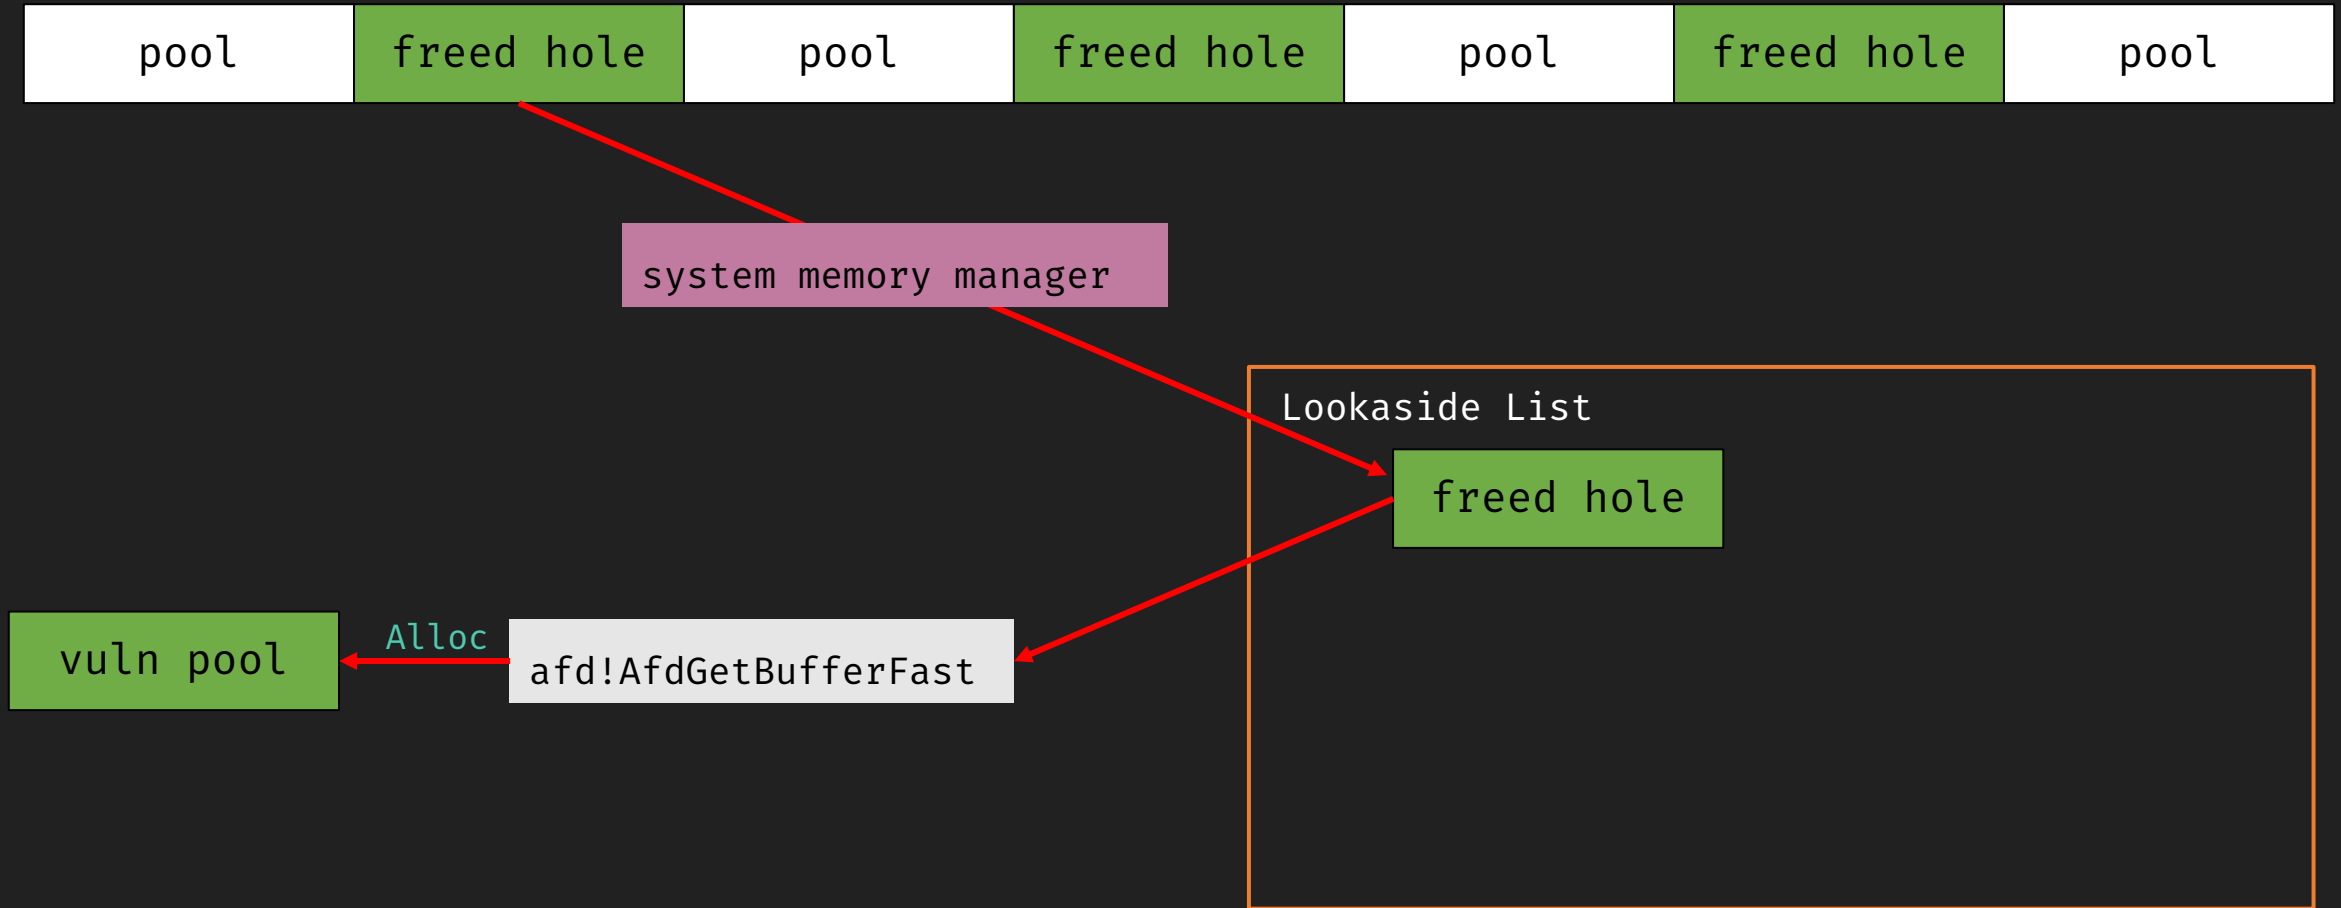 pool
freed hole
pool
freed hole
pool
freed hole
pool
system memory manager
Lookaside List
freed hole
vuln pool
Alloc
afd!AfdGetBufferFast